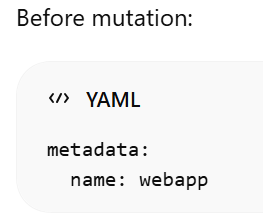 Before mutation:
</> YAML
metadata:
  name: webapp